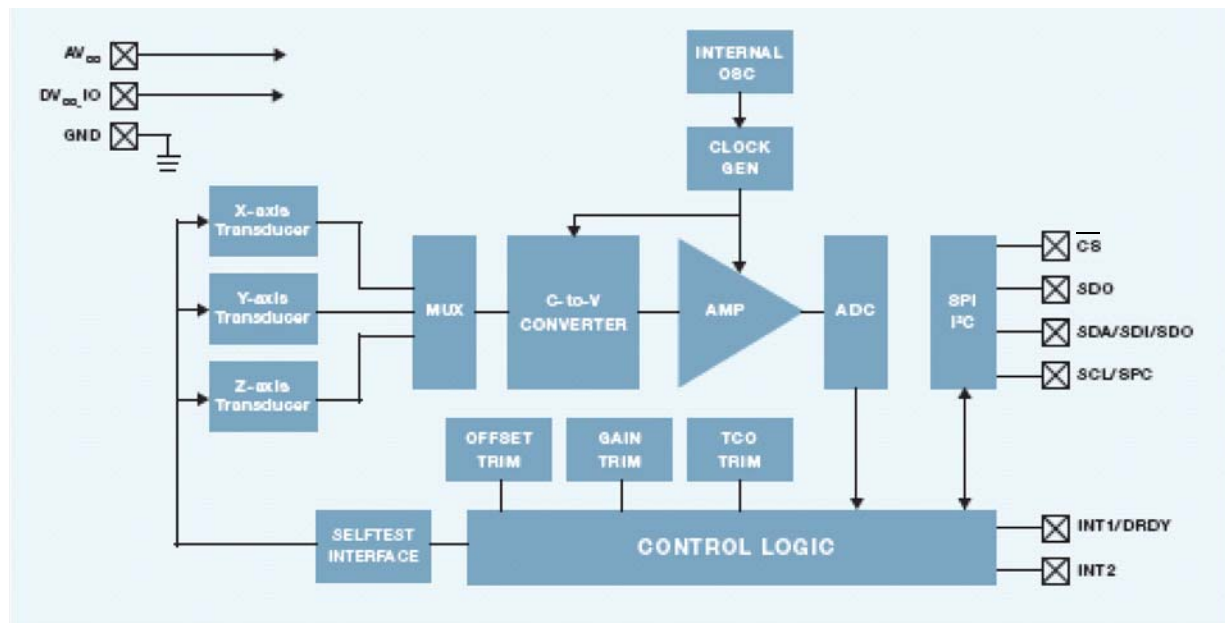 AVDD
DVDD_IO
GND
INTERNAL
OSC
CLOCK
GEN
X-axis
Transducer
Y-axis
Transducer
Z-axis
Transducer
MUX
C-to-V
CONVERTER
AMP
ADC
SPI
I²C
C̅S̅
SDO
SDA/SDI/SDO
SCL/SPC
OFFSET
TRIM
GAIN
TRIM
TCO
TRIM
SELFTEST
INTERFACE
CONTROL LOGIC
INT1/DRDY
INT2